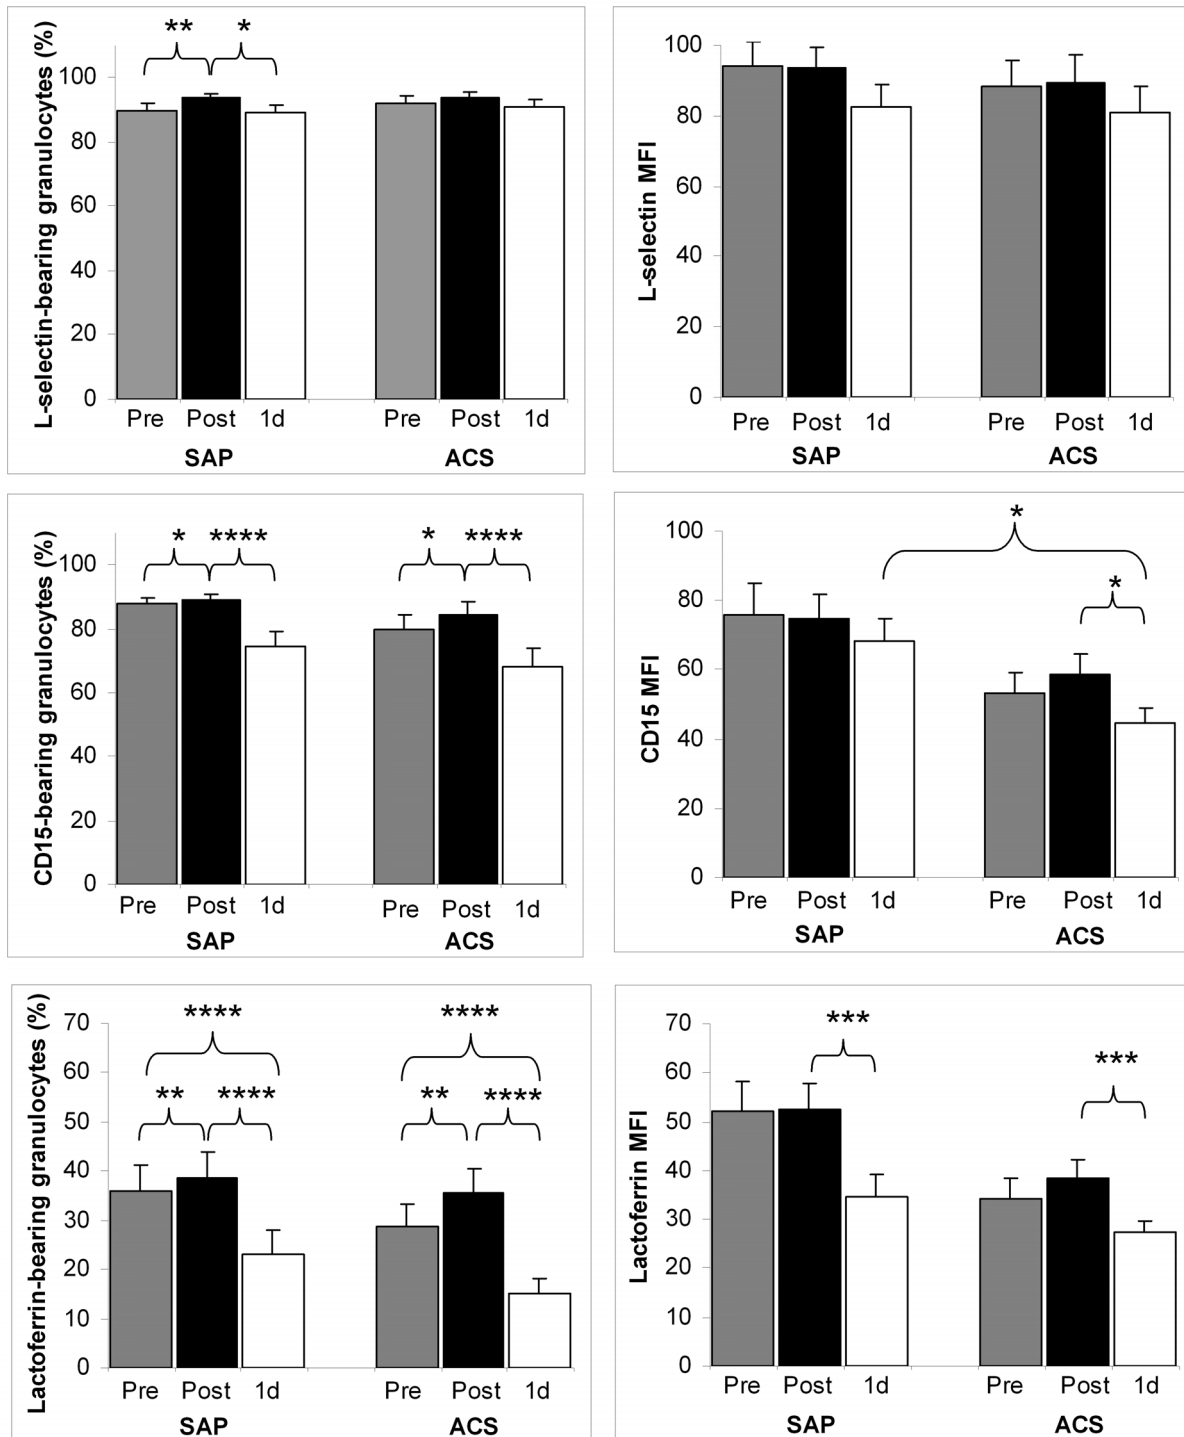 L-selectin-bearing granulocytes (%)
** *
100
80
60
40
20
0
Pre Post 1d Pre Post 1d
SAP ACS
L-selectin MFI
100
80
60
40
20
0
Pre Post 1d Pre Post 1d
SAP ACS
CD15-bearing granulocytes (%)
* **** * ****
100
80
60
40
20
0
Pre Post 1d Pre Post 1d
SAP ACS
CD15 MFI
*
*
100
80
60
40
20
0
Pre Post 1d Pre Post 1d
SAP ACS
Lactoferrin-bearing granulocytes (%)
**** ****
** **** ** ****
70
60
50
40
30
20
10
0
Pre Post 1d Pre Post 1d
SAP ACS
Lactoferrin MFI
*** ***
70
60
50
40
30
20
10
0
Pre Post 1d Pre Post 1d
SAP ACS